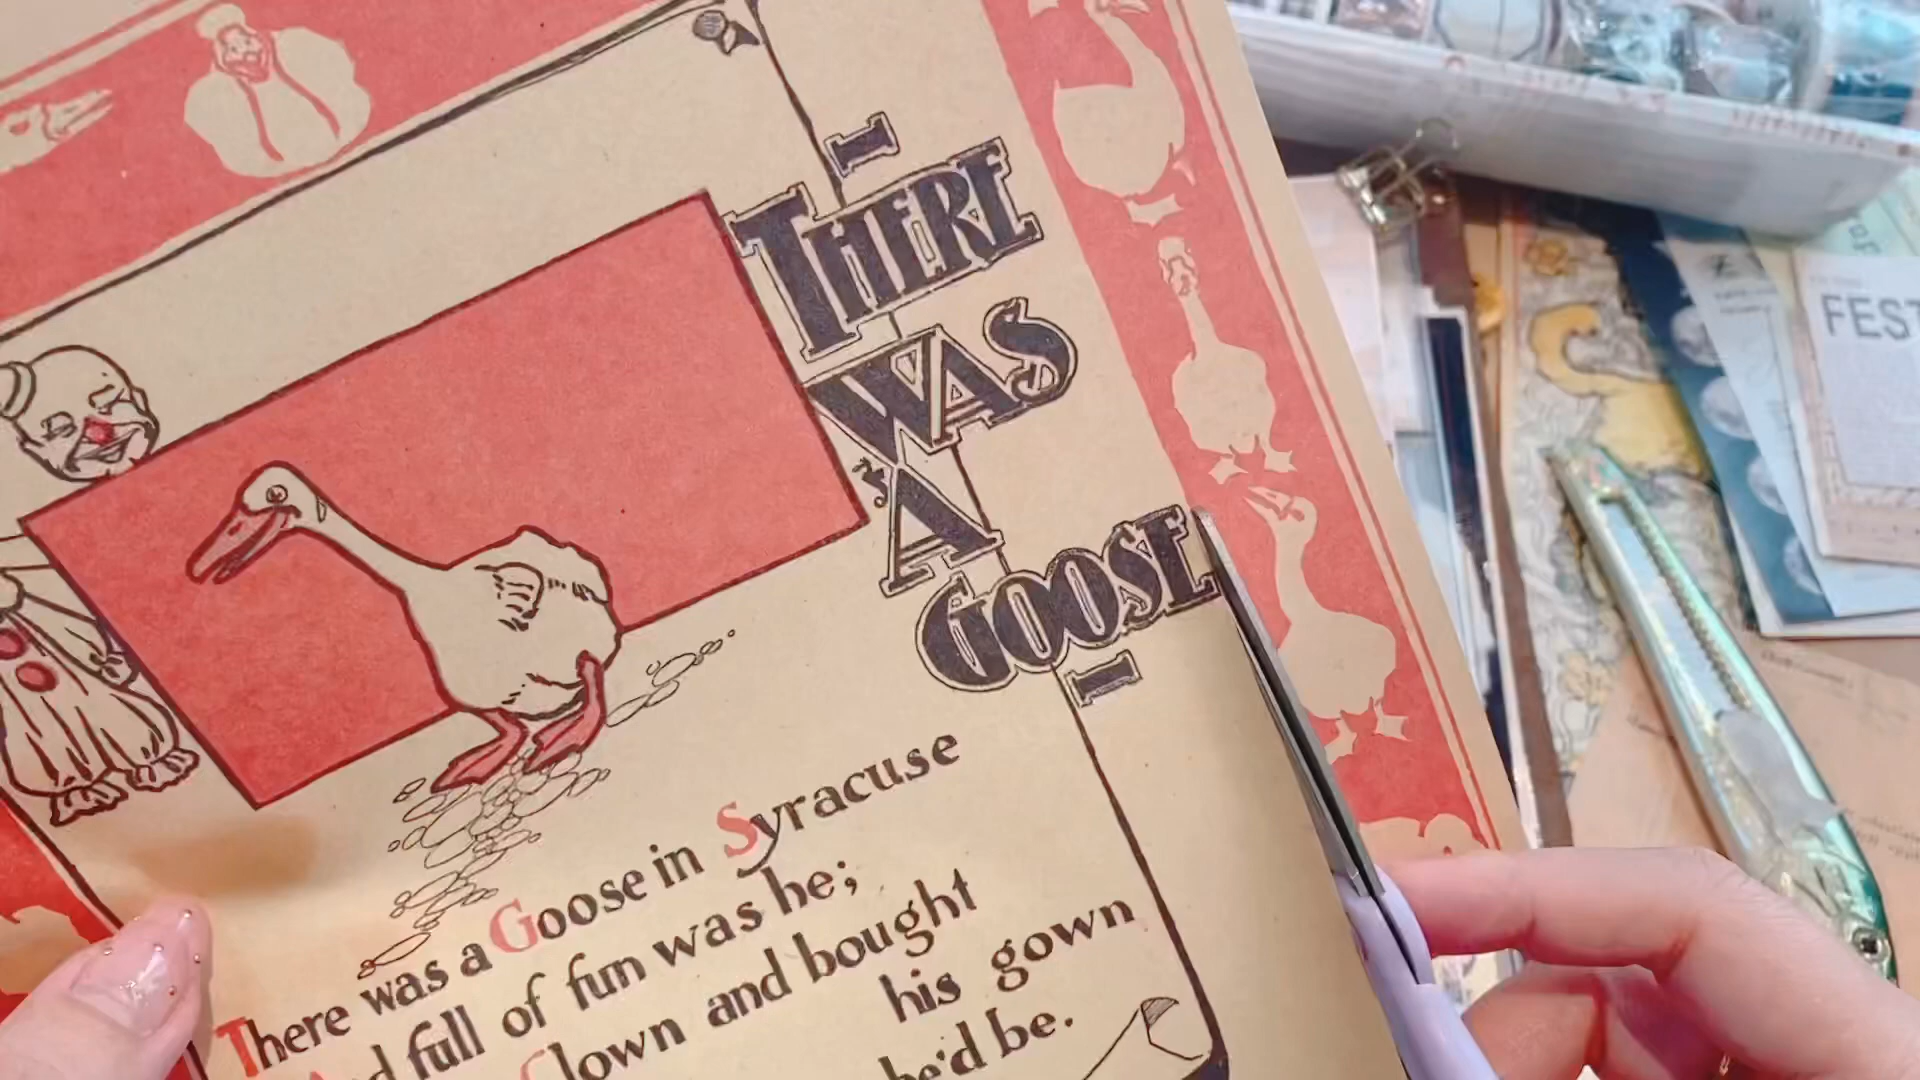 THERE
WAS
A
GOOSE
There was a Goose in Syracuse
full of fun was he;
Clown and bought
his gown
he'd be.
FEST